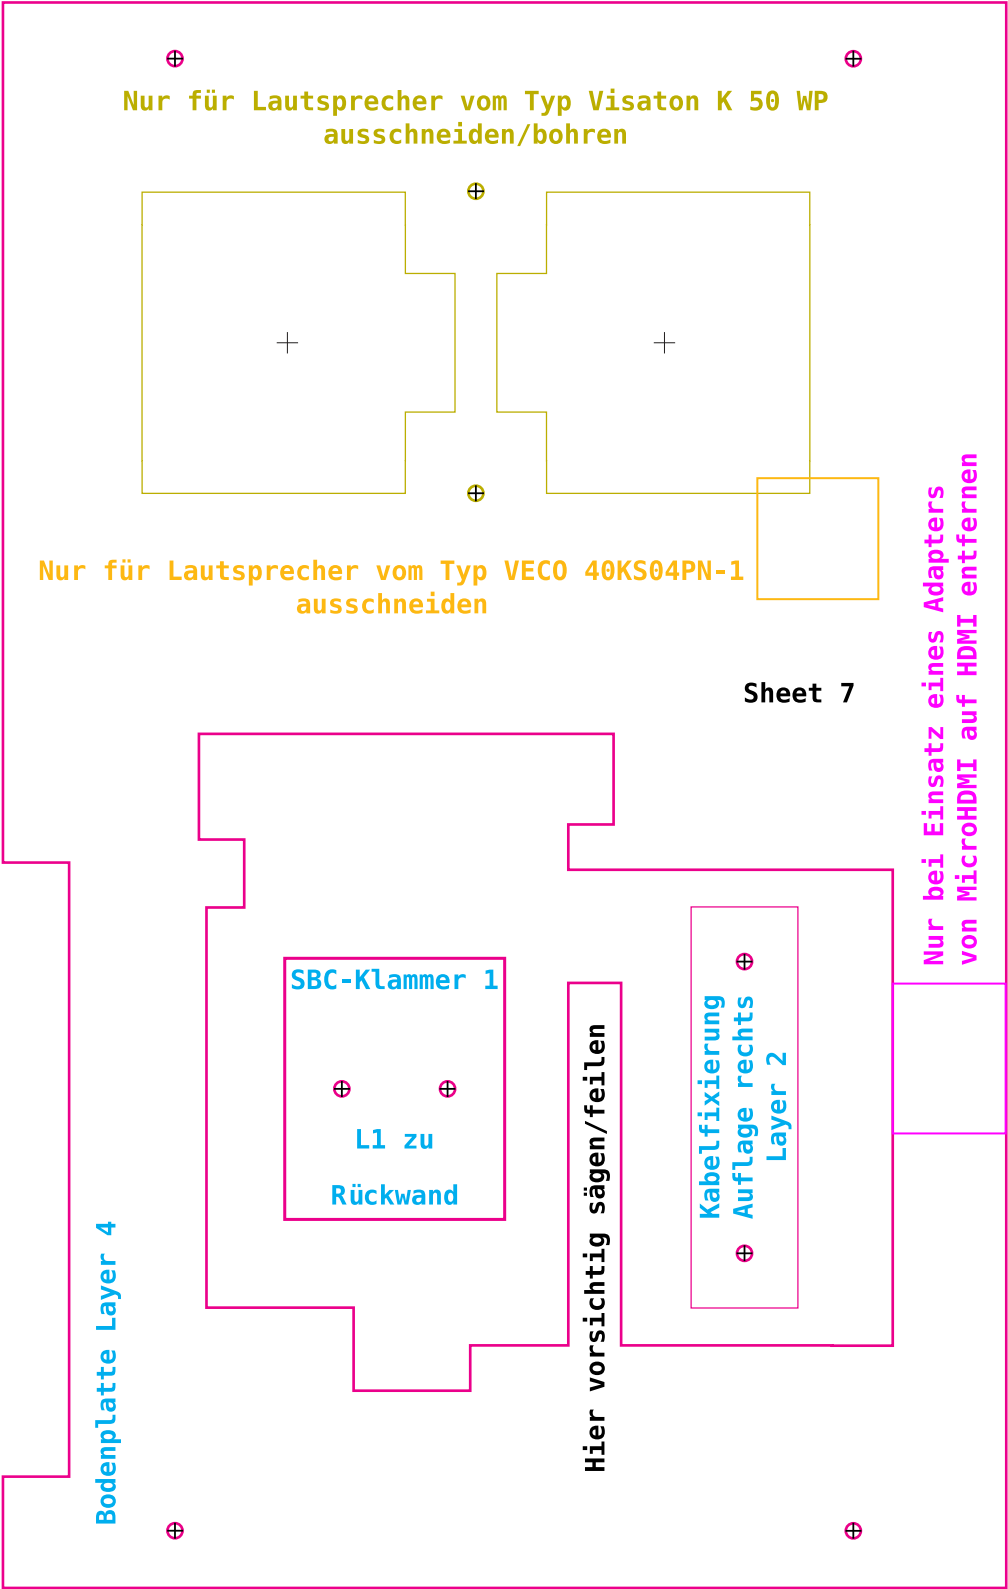 Nur für Lautsprecher vom Typ Visaton K 50 WP
ausschneiden/bohren
Nur für Lautsprecher vom Typ VECO 40KS04PN-1
ausschneiden
Nur bei Einsatz eines Adapters
von MicroHDMI auf HDMI entfernen
Sheet 7
SBC-Klammer 1
L1 zu
Rückwand
Hier vorsichtig sägen/feilen
Kabelfixierung
Auflage rechts
Layer 2
Bodenplatte Layer 4